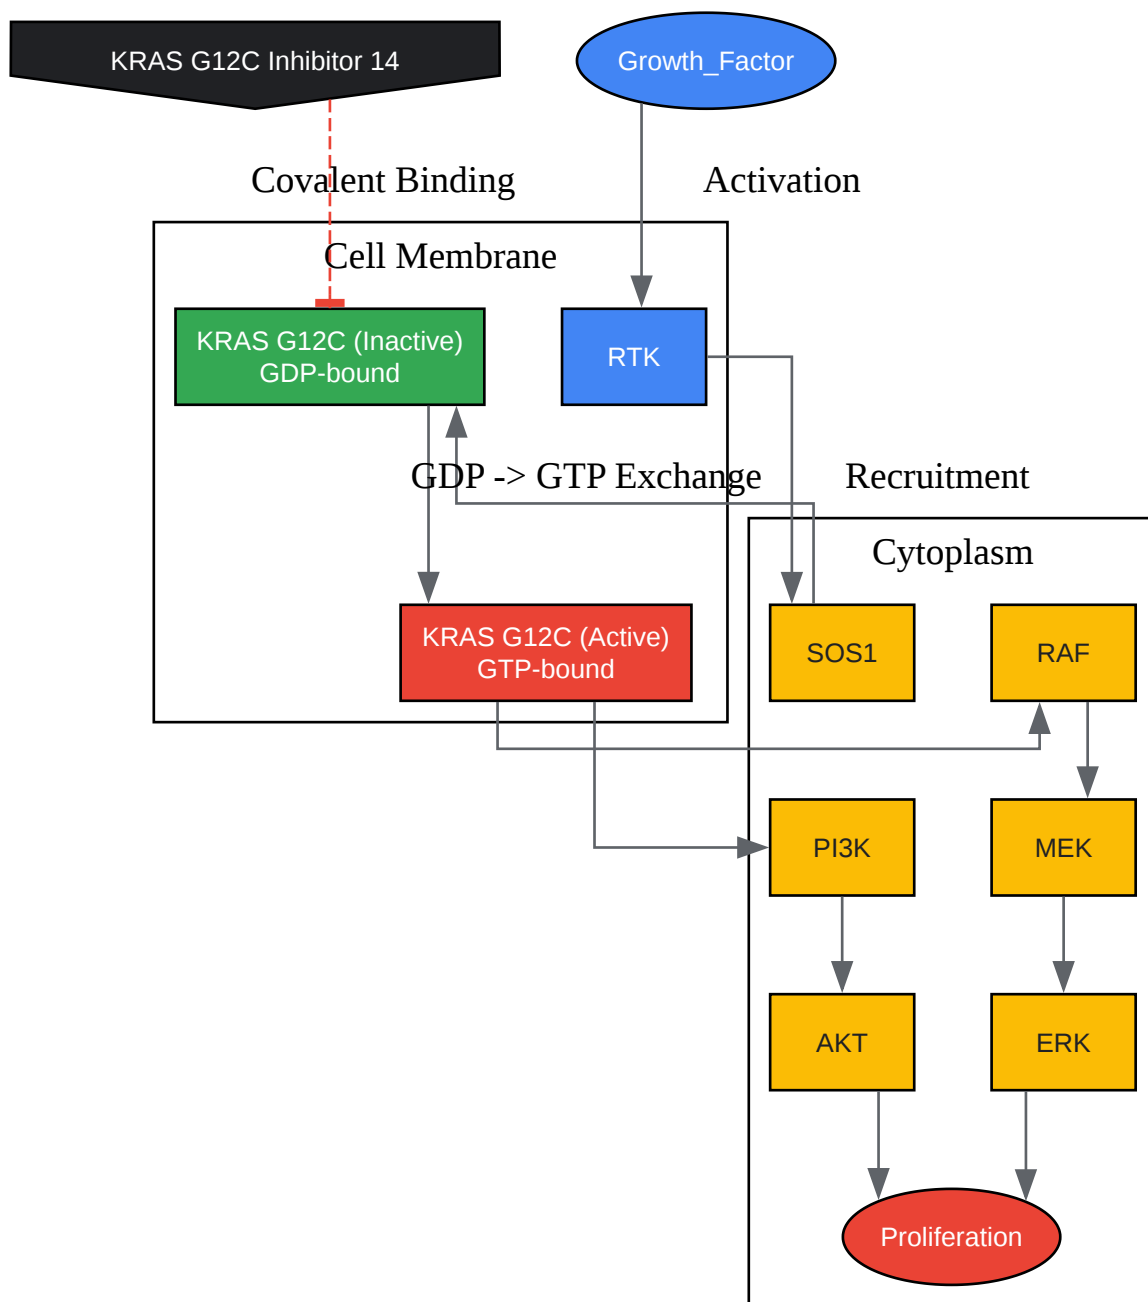 KRAS G12C Inhibitor 14
Growth_Factor
Covalent Binding
Activation
Cell Membrane
KRAS G12C (Inactive)
GDP-bound
RTK
GDP -> GTP Exchange
Recruitment
Cytoplasm
KRAS G12C (Active)
GTP-bound
SOS1
RAF
PI3K
MEK
AKT
ERK
Proliferation